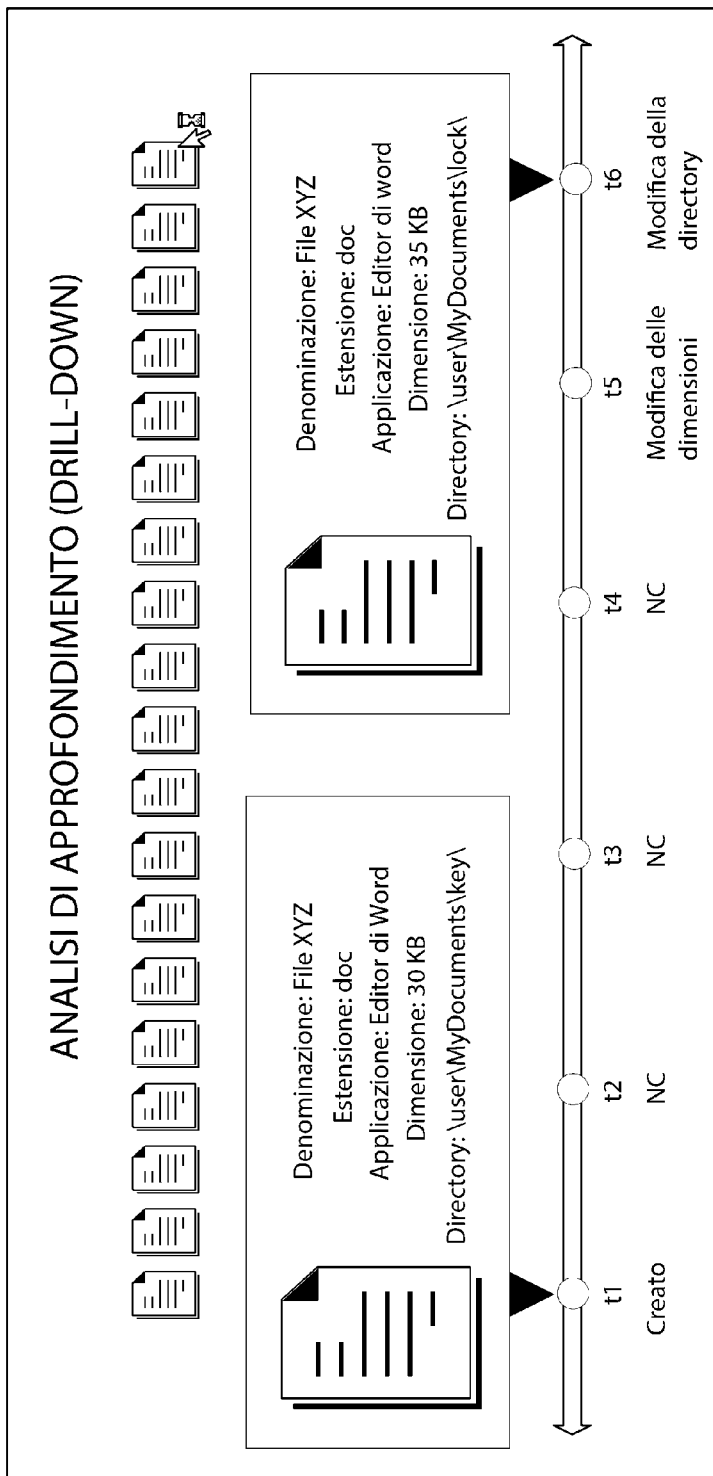 ANALISI DI APPROFONDIMENTO (DRILL-DOWN)
Denominazione: File XYZ
Estensione: doc
Applicazione: Editor di Word
Dimensione: 30 KB
Directory: \user\MyDocuments\key\
Denominazione: File XYZ
Estensione: doc
Applicazione: Editor di word
Dimensione: 35 KB
Directory: \user\MyDocuments\lock\
t1
t2
t3
t4
t5
t6
Creato
NC
NC
NC
Modifica delle
dimensioni
Modifica della
directory